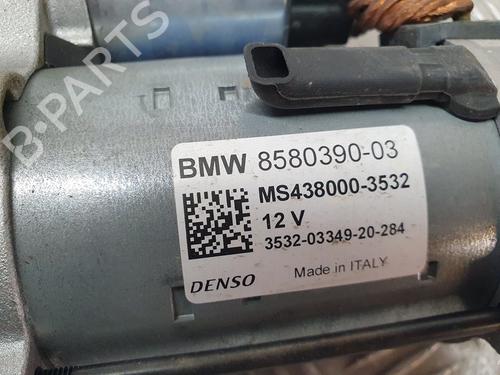 B-PARTS
BMW 8580390-03
MS438000-3532
12 V
3532-03349-20-284
DENSO Made in ITALY